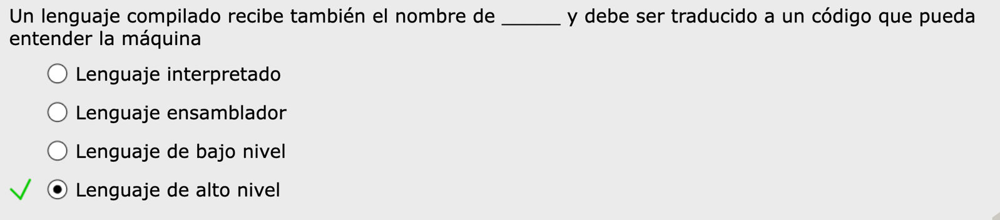 Un lenguaje compilado recibe también el nombre de ______ y debe ser traducido a un código que pueda
entender la máquina
Lenguaje interpretado
Lenguaje ensamblador
Lenguaje de bajo nivel
Lenguaje de alto nivel